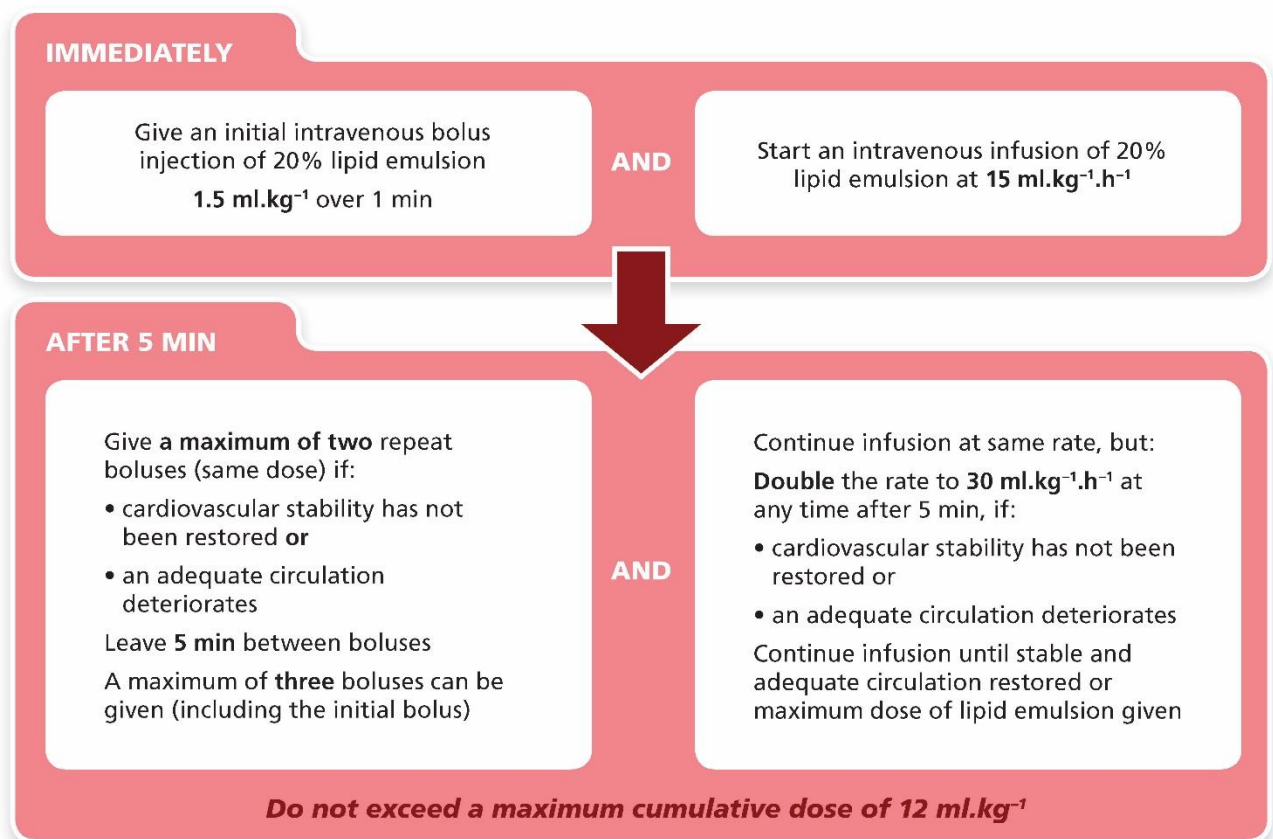 IMMEDIATELY
Give an initial intravenous bolus
injection of 20% lipid emulsion
1.5 ml.kg⁻¹ over 1 min
AND
Start an intravenous infusion of 20%
lipid emulsion at 15 ml.kg⁻¹.h⁻¹
AFTER 5 MIN
Give a maximum of two repeat
boluses (same dose) if:
• cardiovascular stability has not
been restored or
• an adequate circulation
deteriorates
Leave 5 min between boluses
A maximum of three boluses can be
given (including the initial bolus)
AND
Continue infusion at same rate, but:
Double the rate to 30 ml.kg⁻¹.h⁻¹ at
any time after 5 min, if:
• cardiovascular stability has not been
restored or
• an adequate circulation deteriorates
Continue infusion until stable and
adequate circulation restored or
maximum dose of lipid emulsion given
Do not exceed a maximum cumulative dose of 12 ml.kg⁻¹